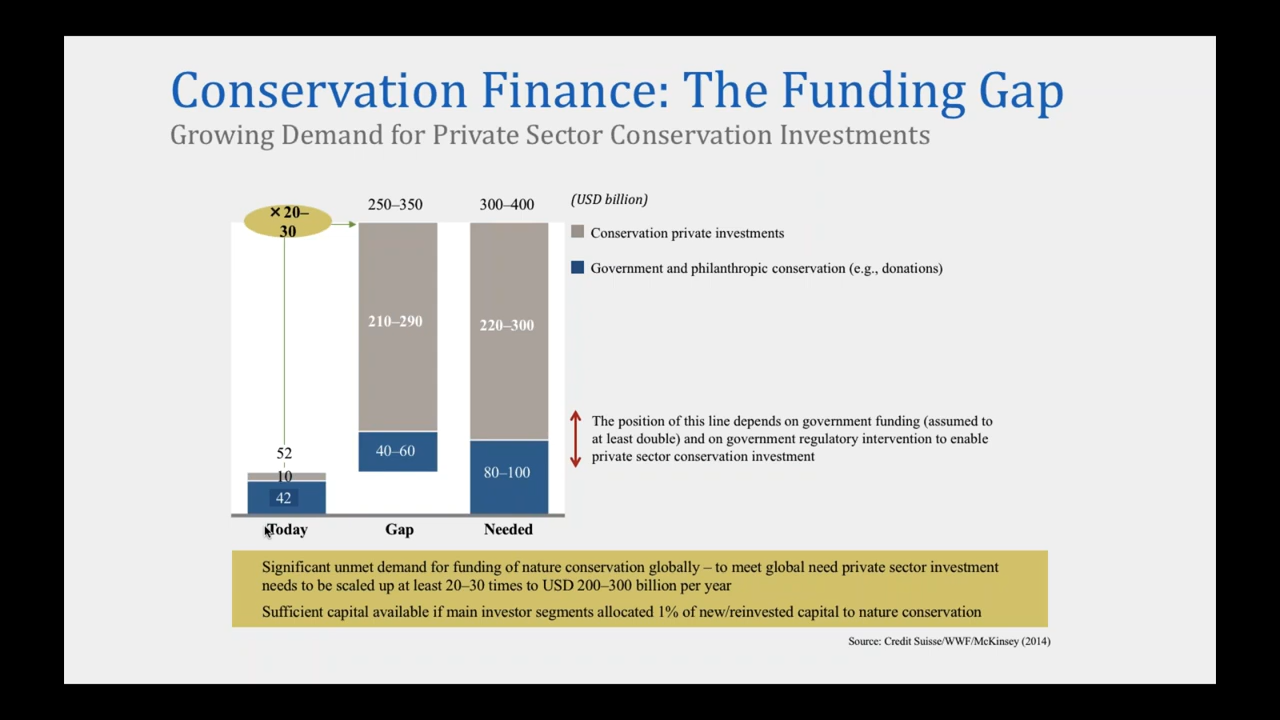 Conservation Finance: The Funding Gap
Growing Demand for Private Sector Conservation Investments
×20–
30
250–350
300–400
(USD billion)
Conservation private investments
Government and philanthropic conservation (e.g., donations)
210–290
220–300
The position of this line depends on government funding (assumed to
at least double) and on government regulatory intervention to enable
private sector conservation investment
52
10
42
40–60
80–100
Today
Gap
Needed
Significant unmet demand for funding of nature conservation globally – to meet global need private sector investment
needs to be scaled up at least 20–30 times to USD 200–300 billion per year
Sufficient capital available if main investor segments allocated 1% of new/reinvested capital to nature conservation
Source: Credit Suisse/WWF/McKinsey (2014)